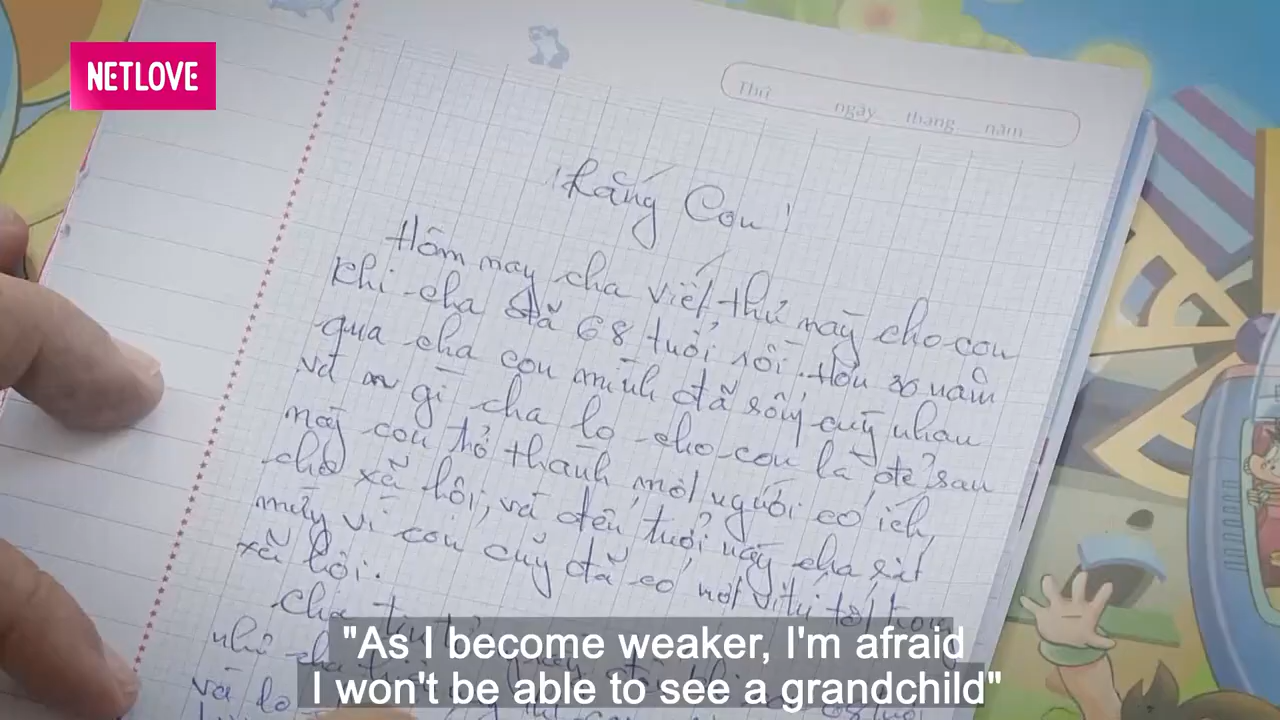 NETLOVE
Thứ ngày tháng năm
Thắng Con!
Hôm nay cha viết thư này cho con
khi cha đã 68 tuổi rồi. Hơn 30 năm
qua cha con mình đã sống cùng nhau
và gì cha lo cho con là để sau
này con trở thành một người có ích
cho xã hội, và đến tuổi này cha rất
mừng vì con cũng đã có một vị trí tốt trong
xã hội.
Cha
"As I become weaker, I'm afraid
I won't be able to see a grandchild"